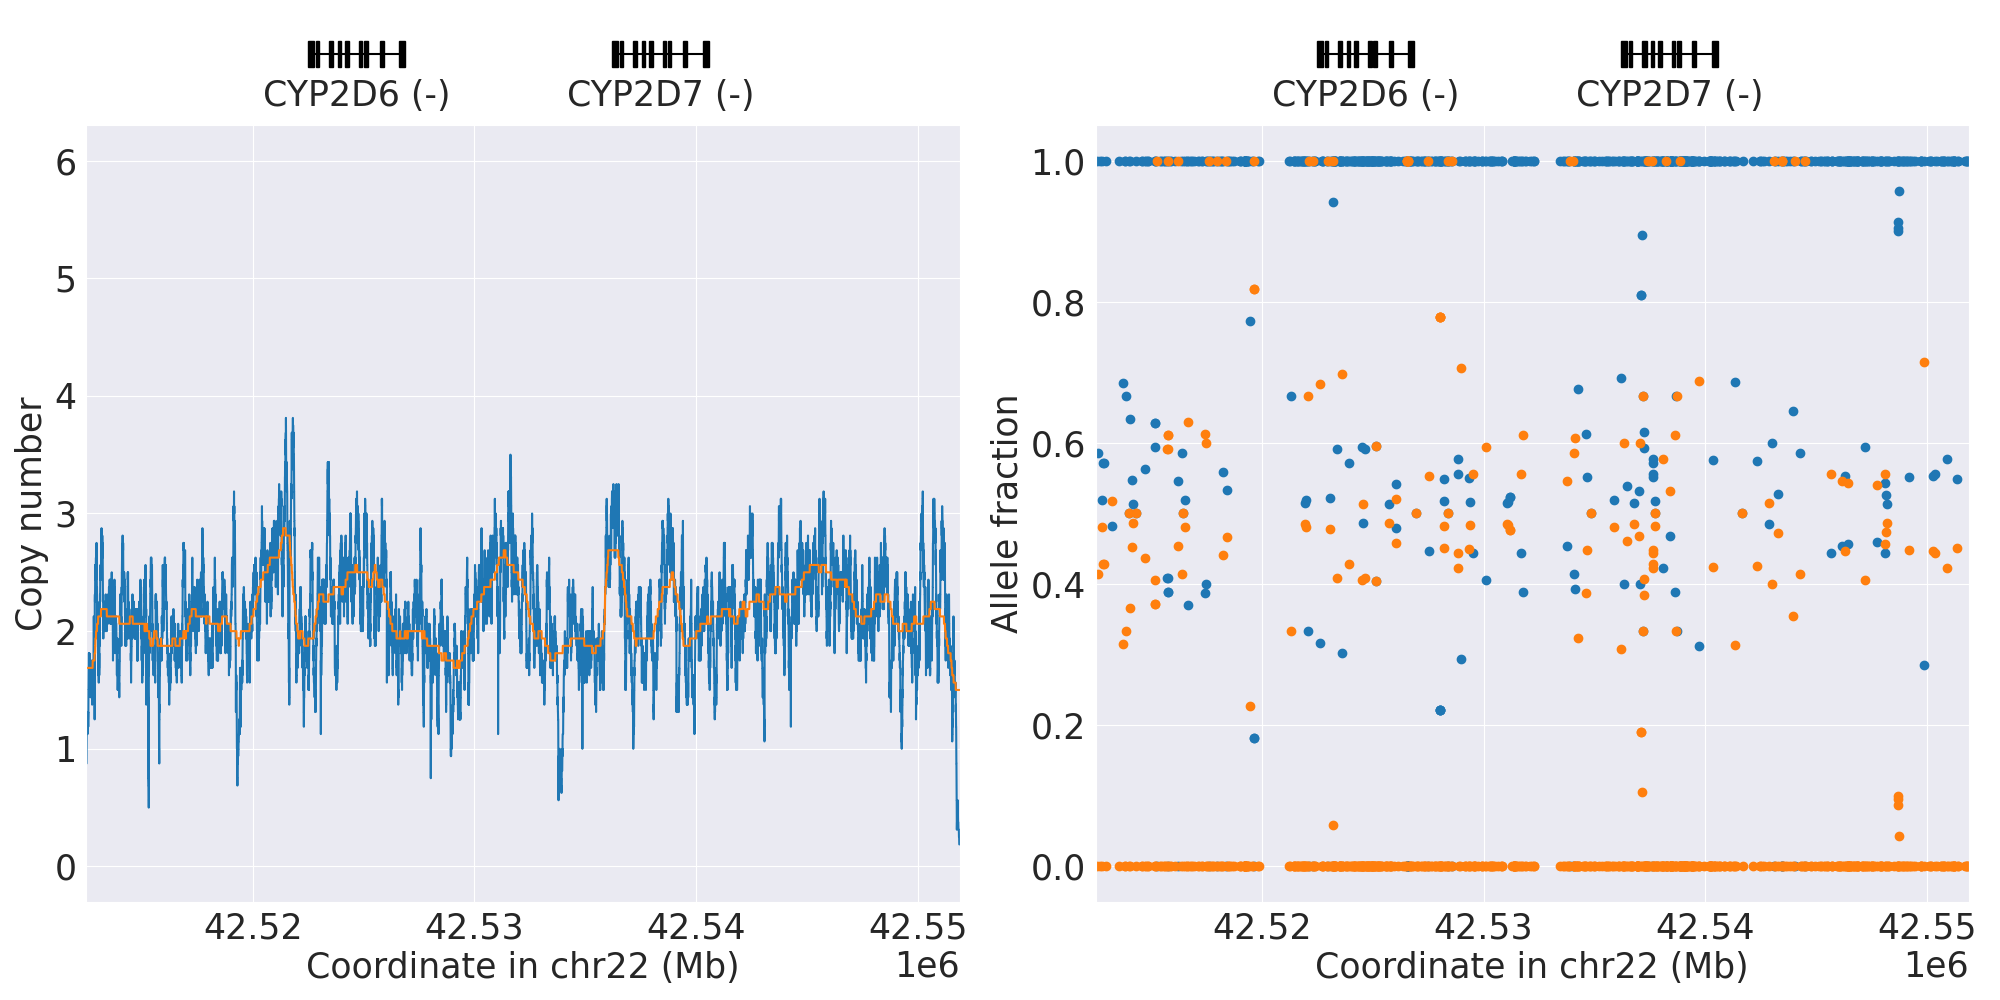 CYP2D6 (-)
CYP2D7 (-)
Copy number
6
5
4
3
2
1
0
42.52
42.53
42.54
42.55
1e6
Coordinate in chr22 (Mb)
CYP2D6 (-)
CYP2D7 (-)
Allele fraction
1.0
0.8
0.6
0.4
0.2
0.0
42.52
42.53
42.54
42.55
1e6
Coordinate in chr22 (Mb)